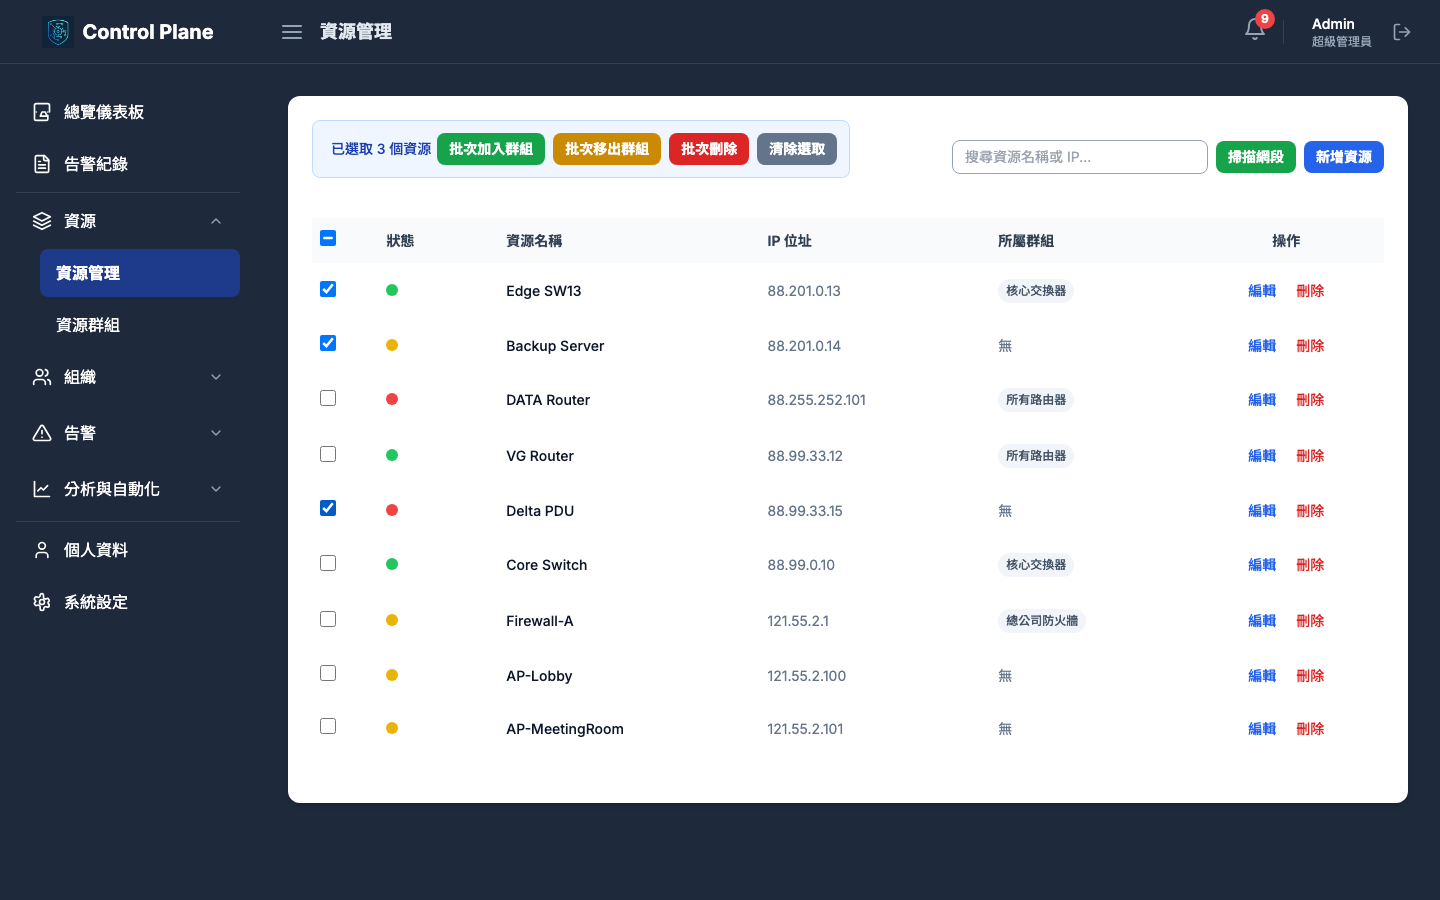 Control Plane
資源管理
9
Admin
超級管理員
總覽儀表板
告警紀錄
資源
資源管理
資源群組
組織
告警
分析與自動化
個人資料
系統設定
已選取 3 個資源 批次加入群組 批次移出群組 批次刪除 清除選取
搜尋資源名稱或 IP... 掃描網段 新增資源
狀態 資源名稱 IP 位址 所屬群組 操作
Edge SW13 88.201.0.13 核心交換器 編輯 刪除
Backup Server 88.201.0.14 無 編輯 刪除
DATA Router 88.255.252.101 所有路由器 編輯 刪除
VG Router 88.99.33.12 所有路由器 編輯 刪除
Delta PDU 88.99.33.15 無 編輯 刪除
Core Switch 88.99.0.10 核心交換器 編輯 刪除
Firewall-A 121.55.2.1 總公司防火牆 編輯 刪除
AP-Lobby 121.55.2.100 無 編輯 刪除
AP-MeetingRoom 121.55.2.101 無 編輯 刪除